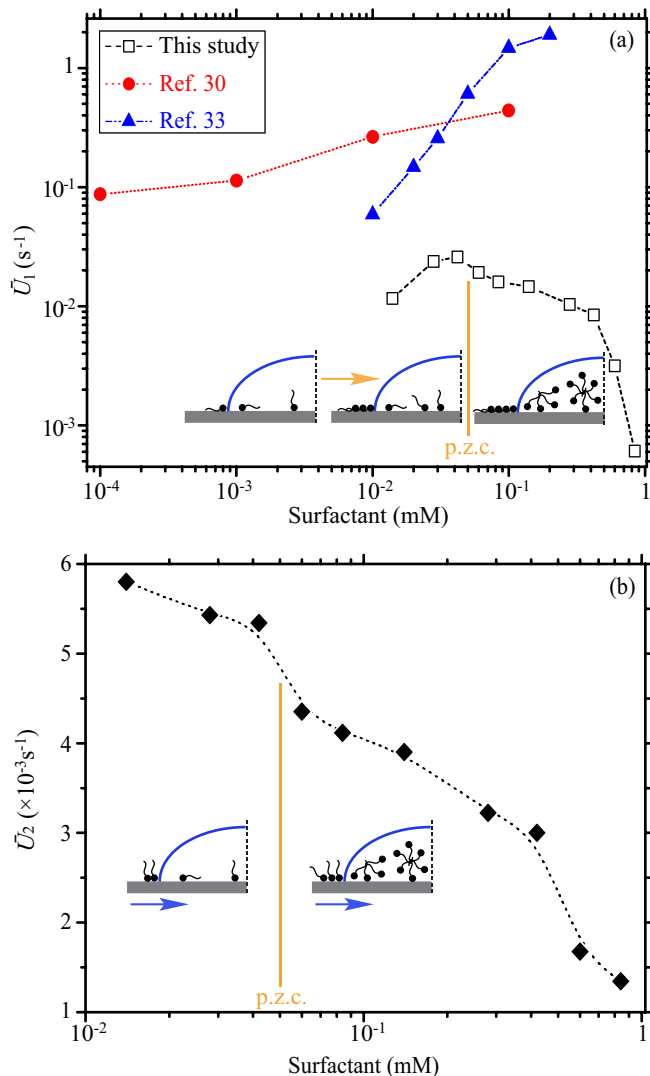 (a)
This study
Ref. 30
Ref. 33
1
10⁻¹
10⁻²
10⁻³
Ū₁ (s⁻¹)
p.z.c.
10⁻⁴ 10⁻³ 10⁻² 10⁻¹ 1
Surfactant (mM)
(b)
6
5
4
3
2
1
Ū₂ (×10⁻³s⁻¹)
p.z.c.
10⁻² 10⁻¹ 1
Surfactant (mM)